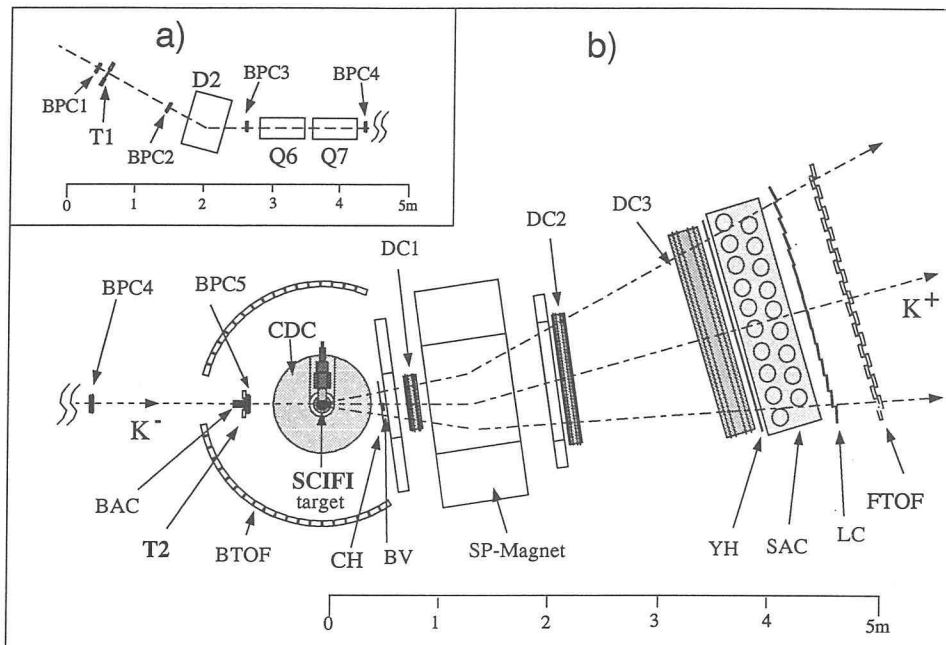 a)
BPC3
BPC4
D2
BPC1
T1
BPC2
Q6
Q7
0
1
2
3
4
5m
b)
DC3
DC2
DC1
BPC4
BPC5
CDC
K+
K-
SCIFI
target
BAC
T2
BTOF
CH
BV
SP-Magnet
YH
SAC
LC
FTOF
0
1
2
3
4
5m